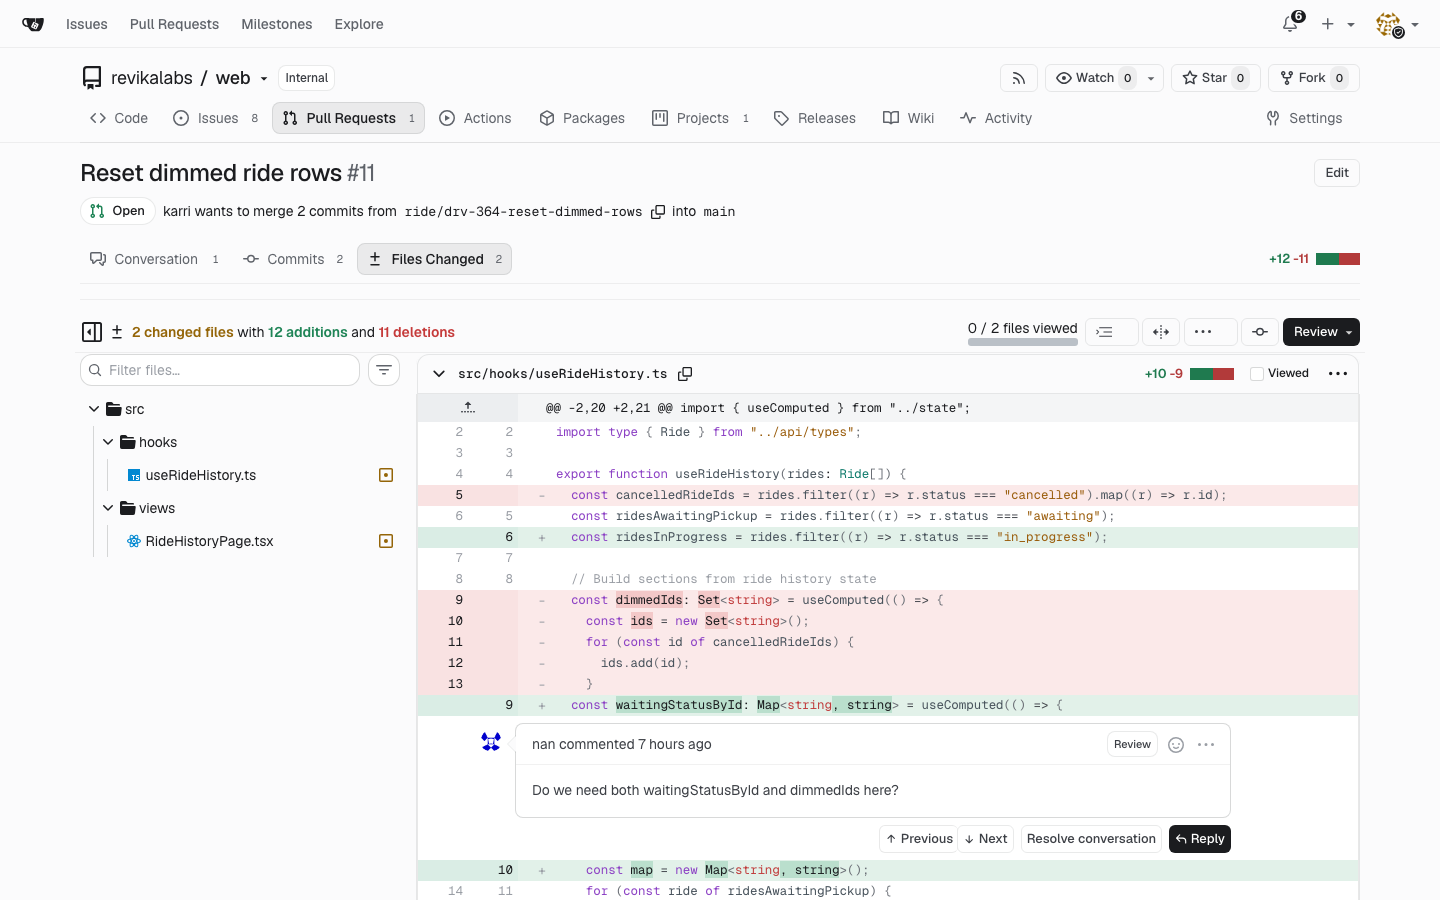 Issues Pull Requests Milestones Explore 6
revikalabs / web Internal Watch 0 Star 0 Fork 0
Code Issues 8 Pull Requests 1 Actions Packages Projects 1 Releases Wiki Activity Settings
Reset dimmed ride rows #11 Edit
Open karri wants to merge 2 commits from ride/drv-364-reset-dimmed-rows into main
Conversation 1 Commits 2 Files Changed 2 +12 -11
2 changed files with 12 additions and 11 deletions 0 / 2 files viewed Review
Filter files...
src
hooks
TS useRideHistory.ts
views
RideHistoryPage.tsx
src/hooks/useRideHistory.ts +10 -9 Viewed
@@ -2,20 +2,21 @@ import { useComputed } from "../state";
2 2 import type { Ride } from "../api/types";
3 3
4 4 export function useRideHistory(rides: Ride[]) {
5 - const cancelledRideIds = rides.filter((r) => r.status === "cancelled").map((r) => r.id);
6 5 const ridesAwaitingPickup = rides.filter((r) => r.status === "awaiting");
6 + const ridesInProgress = rides.filter((r) => r.status === "in_progress");
7 7
8 8 // Build sections from ride history state
9 - const dimmedIds: Set<string> = useComputed(() => {
10 - const ids = new Set<string>();
11 - for (const id of cancelledRideIds) {
12 - ids.add(id);
13 - }
9 + const waitingStatusById: Map<string, string> = useComputed(() => {
nan commented 7 hours ago Review
Do we need both waitingStatusById and dimmedIds here?
Previous Next Resolve conversation Reply
10 + const map = new Map<string, string>();
14 11 for (const ride of ridesAwaitingPickup) {